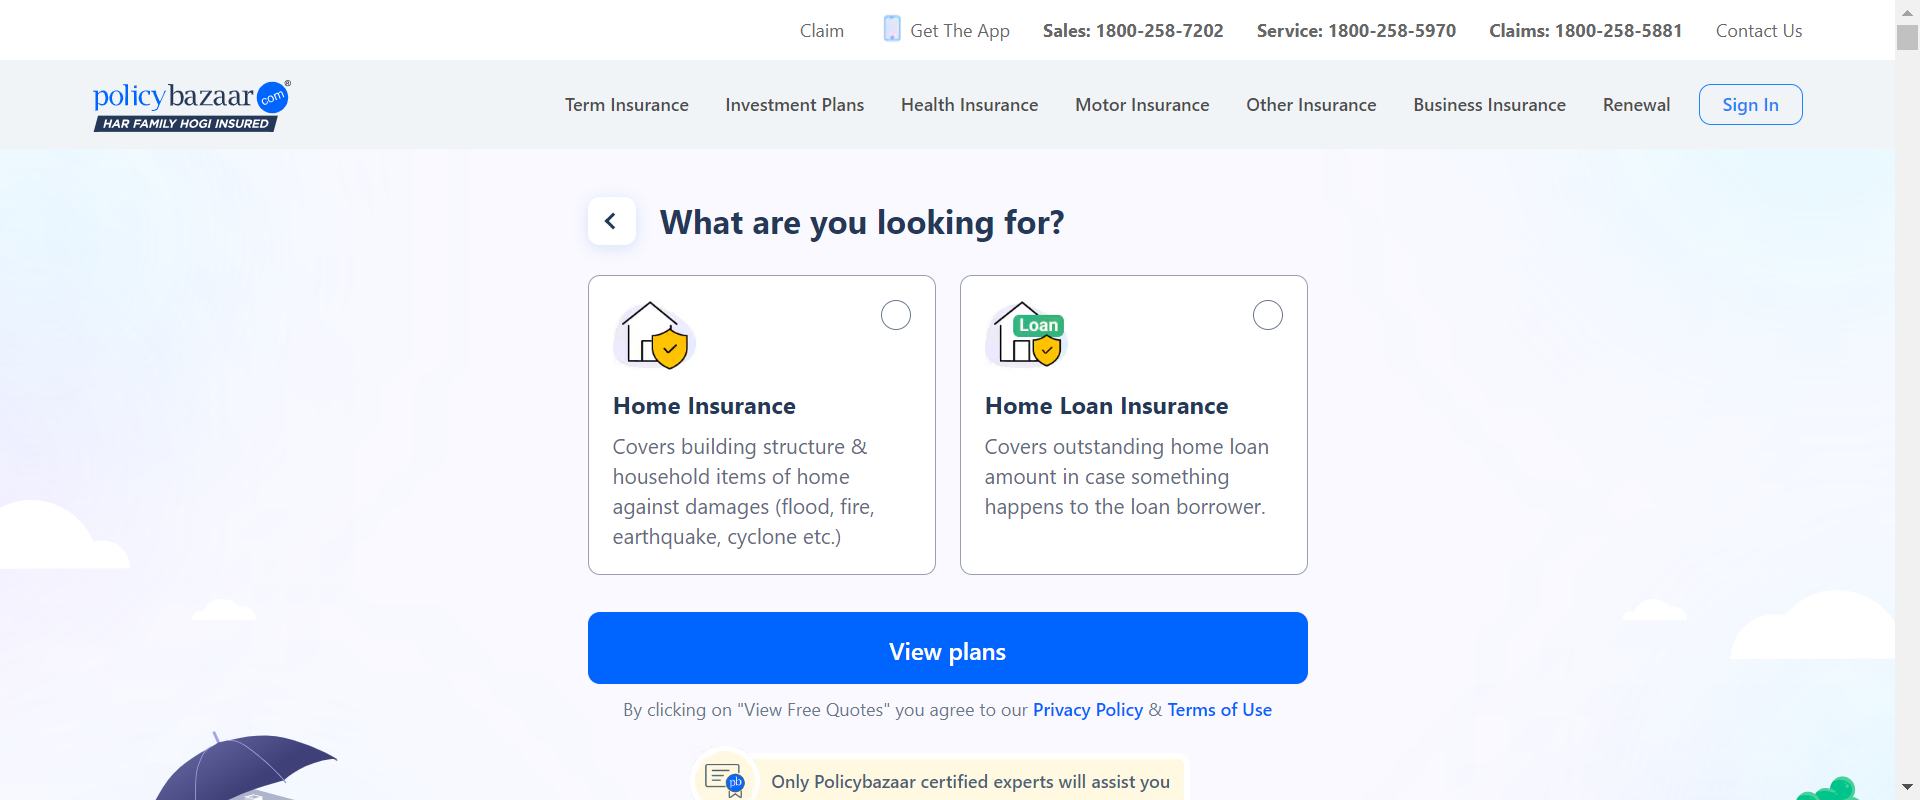 Claim
Get The App
Sales: 1800-258-7202
Service: 1800-258-5970
Claims: 1800-258-5881
Contact Us
policybazaar.com®
HAR FAMILY HOGI INSURED
Term Insurance
Investment Plans
Health Insurance
Motor Insurance
Other Insurance
Business Insurance
Renewal
Sign In
What are you looking for?
Home Insurance
Covers building structure &
household items of home
against damages (flood, fire,
earthquake, cyclone etc.)
Loan
Home Loan Insurance
Covers outstanding home loan
amount in case something
happens to the loan borrower.
View plans
By clicking on "View Free Quotes" you agree to our Privacy Policy & Terms of Use
pb
Only Policybazaar certified experts will assist you